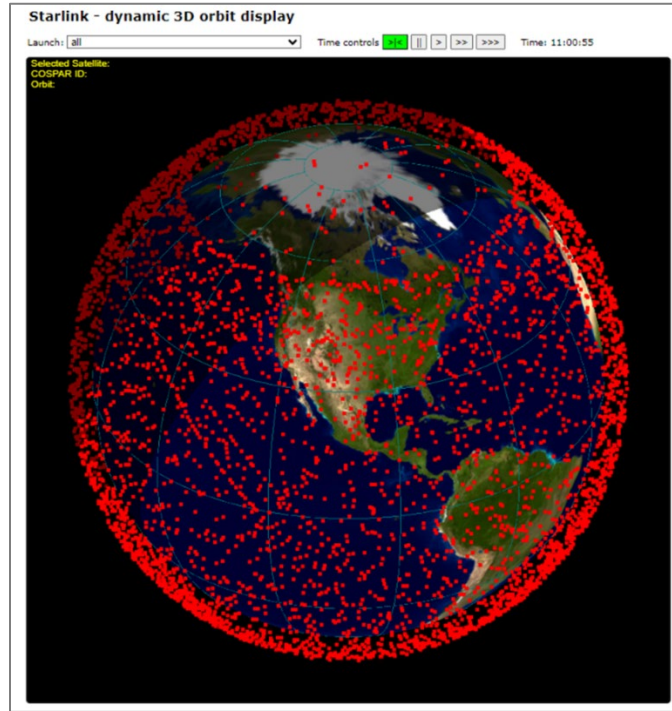 Starlink - dynamic 3D orbit display
Launch: all Time controls >|< || > >> >>> Time: 11:00:55
Selected Satellite:
COSPAR ID:
Orbit: